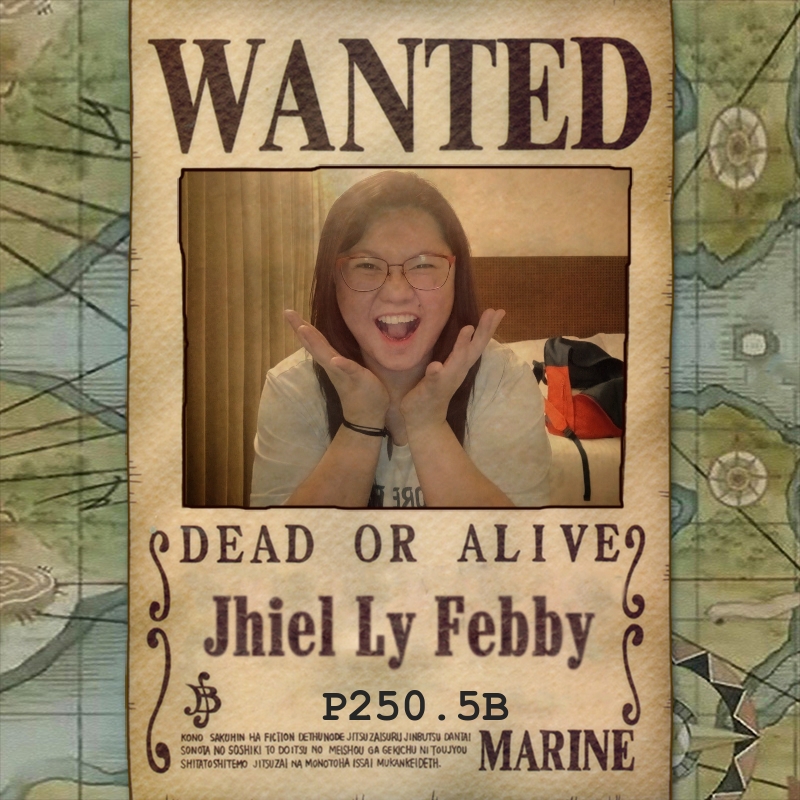 WANTED
DEAD OR ALIVE
Jhiel Ly Febby
P250.5B
KONO SAKUHIN HA FICTION DETHUNODE JITSUZAISURU JINBUTSU DANTAI
SONOTA NO SOSHIKI TO DOITSU NO MEISHOU GA GEKICHU NI TOUJYOU
SHITATOSHITEMO JITSUZAI NA MONOTOHA ISSAI MUKANKEIDETH.
MARINE